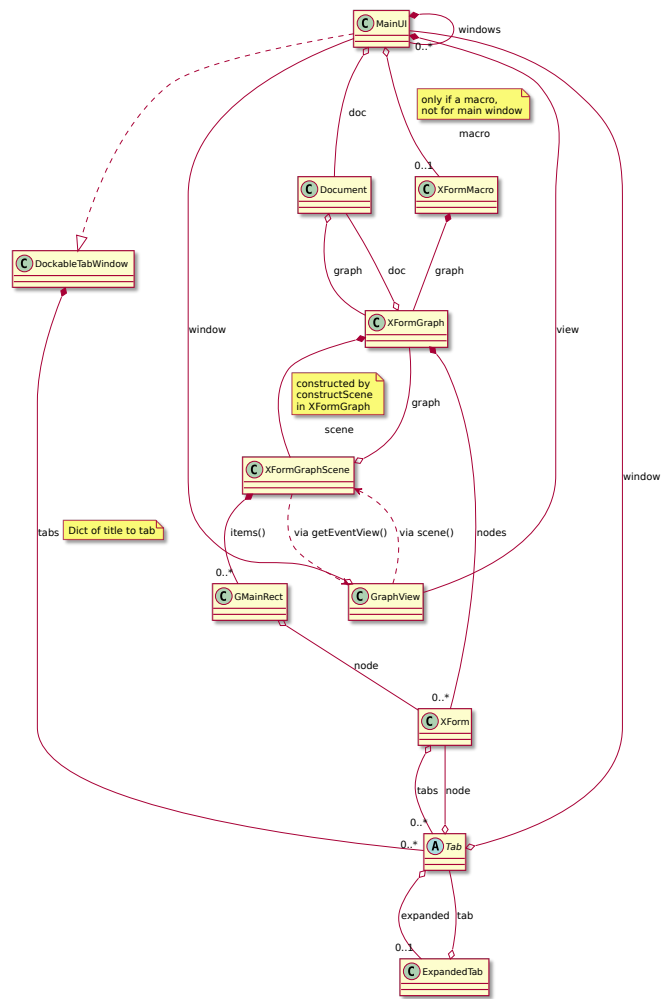 C MainUI
windows
0..*
only if a macro,
not for main window
doc
macro
0..1
C Document
C XFormMacro
C DockableTabWindow
graph
doc
graph
C XFormGraph
window
view
constructed by
constructScene
in XFormGraph
graph
scene
C XFormGraphScene
window
tabs
Dict of title to tab
items()
via getEventView()
via scene()
nodes
0..*
C GMainRect
C GraphView
node
0..*
C XForm
tabs
node
0..*
0..*
A Tab
expanded
tab
0..1
C ExpandedTab